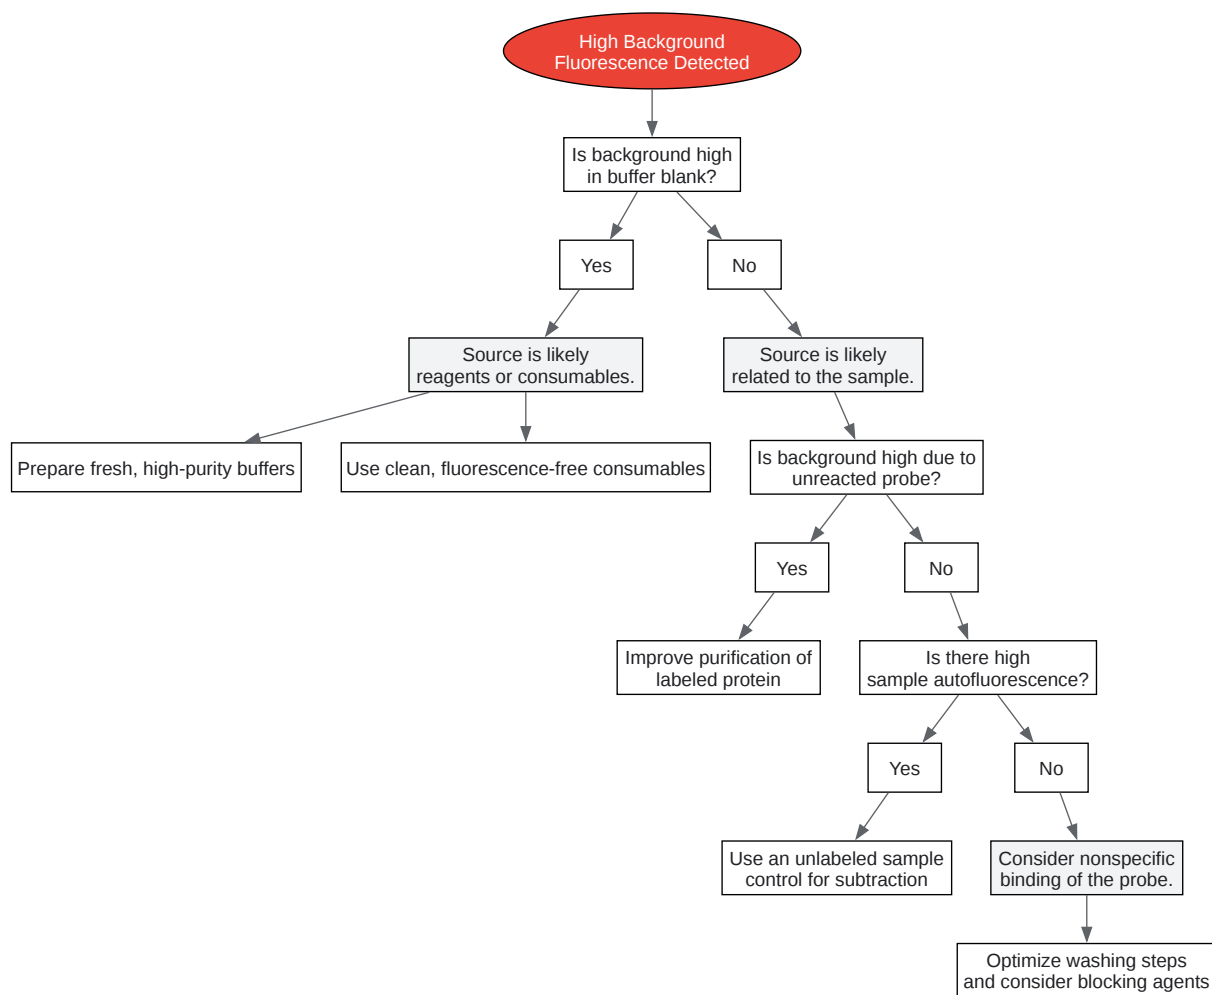 High Background
Fluorescence Detected
Is background high
in buffer blank?
Yes
No
Source is likely
reagents or consumables.
Source is likely
related to the sample.
Prepare fresh, high-purity buffers
Use clean, fluorescence-free consumables
Is background high due to
unreacted probe?
Yes
No
Improve purification of
labeled protein
Is there high
sample autofluorescence?
Yes
No
Use an unlabeled sample
control for subtraction
Consider nonspecific
binding of the probe.
Optimize washing steps
and consider blocking agents